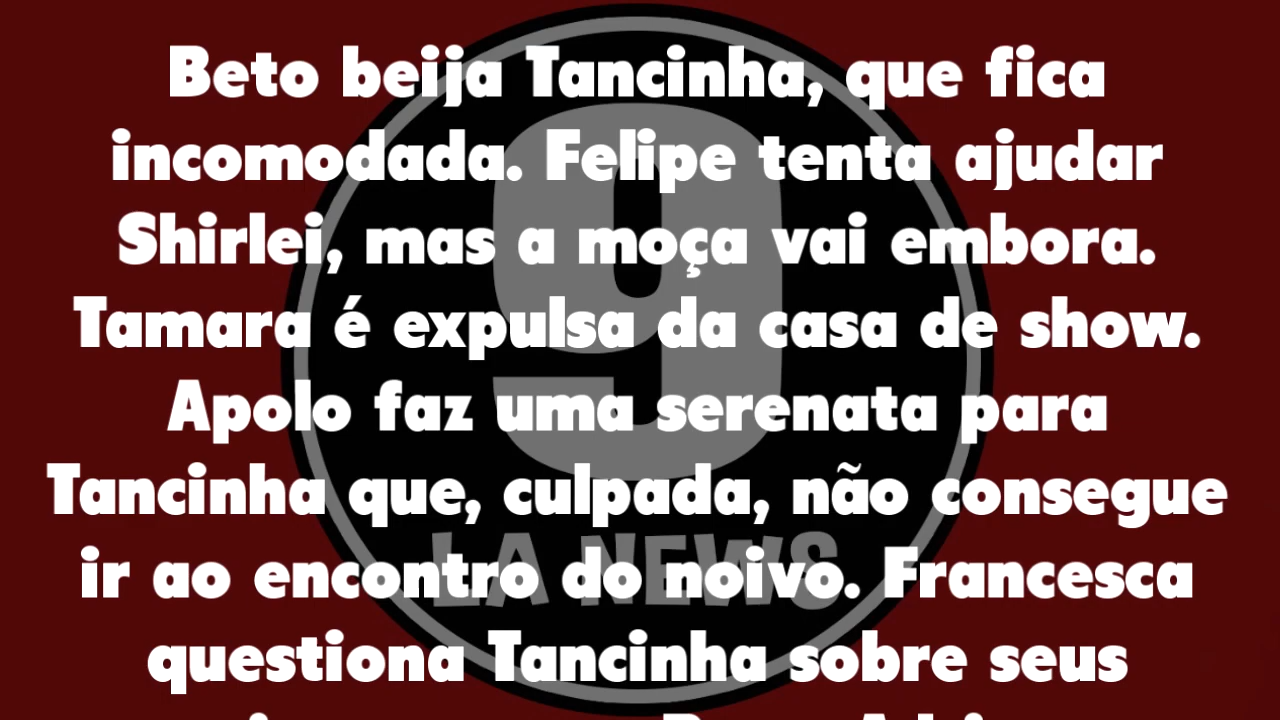 Beto beija Tancinha, que fica
incomodada. Felipe tenta ajudar
Shirlei, mas a moça vai embora.
Tamara é expulsa da casa de show.
Apolo faz uma serenata para
Tancinha que, culpada, não consegue
ir ao encontro do noivo. Francesca
questiona Tancinha sobre seus
9
LA NEWS